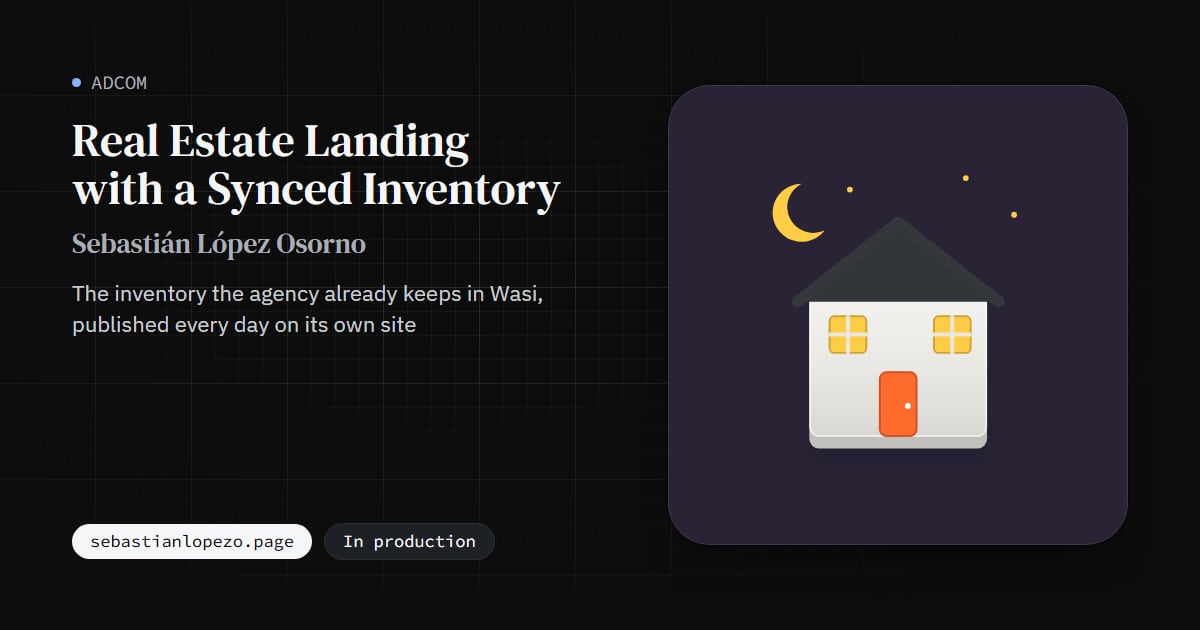 ADCOM
Real Estate Landing
with a Synced Inventory
Sebastián López Osorno
The inventory the agency already keeps in Wasi,
published every day on its own site
sebastianlopezo.page
In production